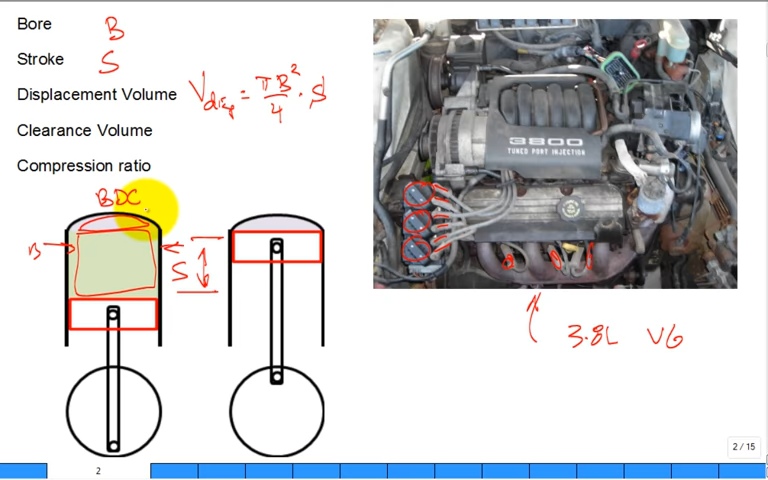 Bore B
Stroke S
Displacement Volume V_disp = πB²/4 · S
Clearance Volume
Compression ratio
BDC
B
S
3800
TUNED PORT INJECTION
3.8L V6
2 / 15
2